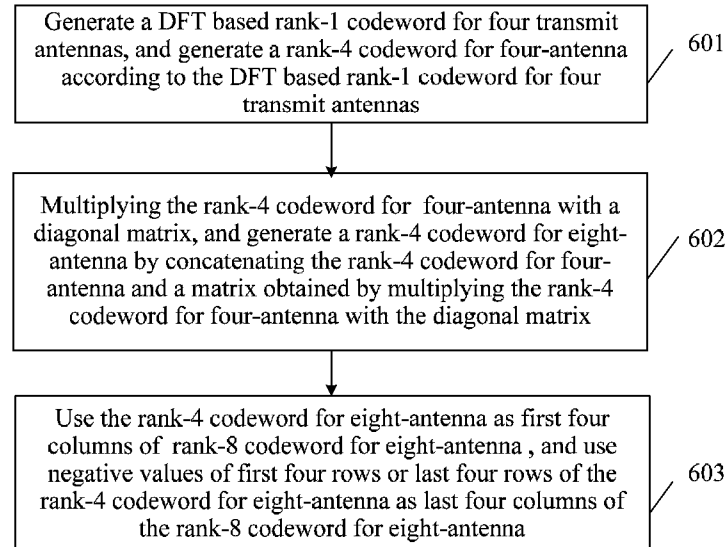 Generate a DFT based rank-1 codeword for four transmit
antennas, and generate a rank-4 codeword for four-antenna
according to the DFT based rank-1 codeword for four
transmit antennas
601
Multiplying the rank-4 codeword for four-antenna with a
diagonal matrix, and generate a rank-4 codeword for eight-
antenna by concatenating the rank-4 codeword for four-
antenna and a matrix obtained by multiplying the rank-4
codeword for four-antenna with the diagonal matrix
602
Use the rank-4 codeword for eight-antenna as first four
columns of rank-8 codeword for eight-antenna , and use
negative values of first four rows or last four rows of the
rank-4 codeword for eight-antenna as last four columns of
the rank-8 codeword for eight-antenna
603